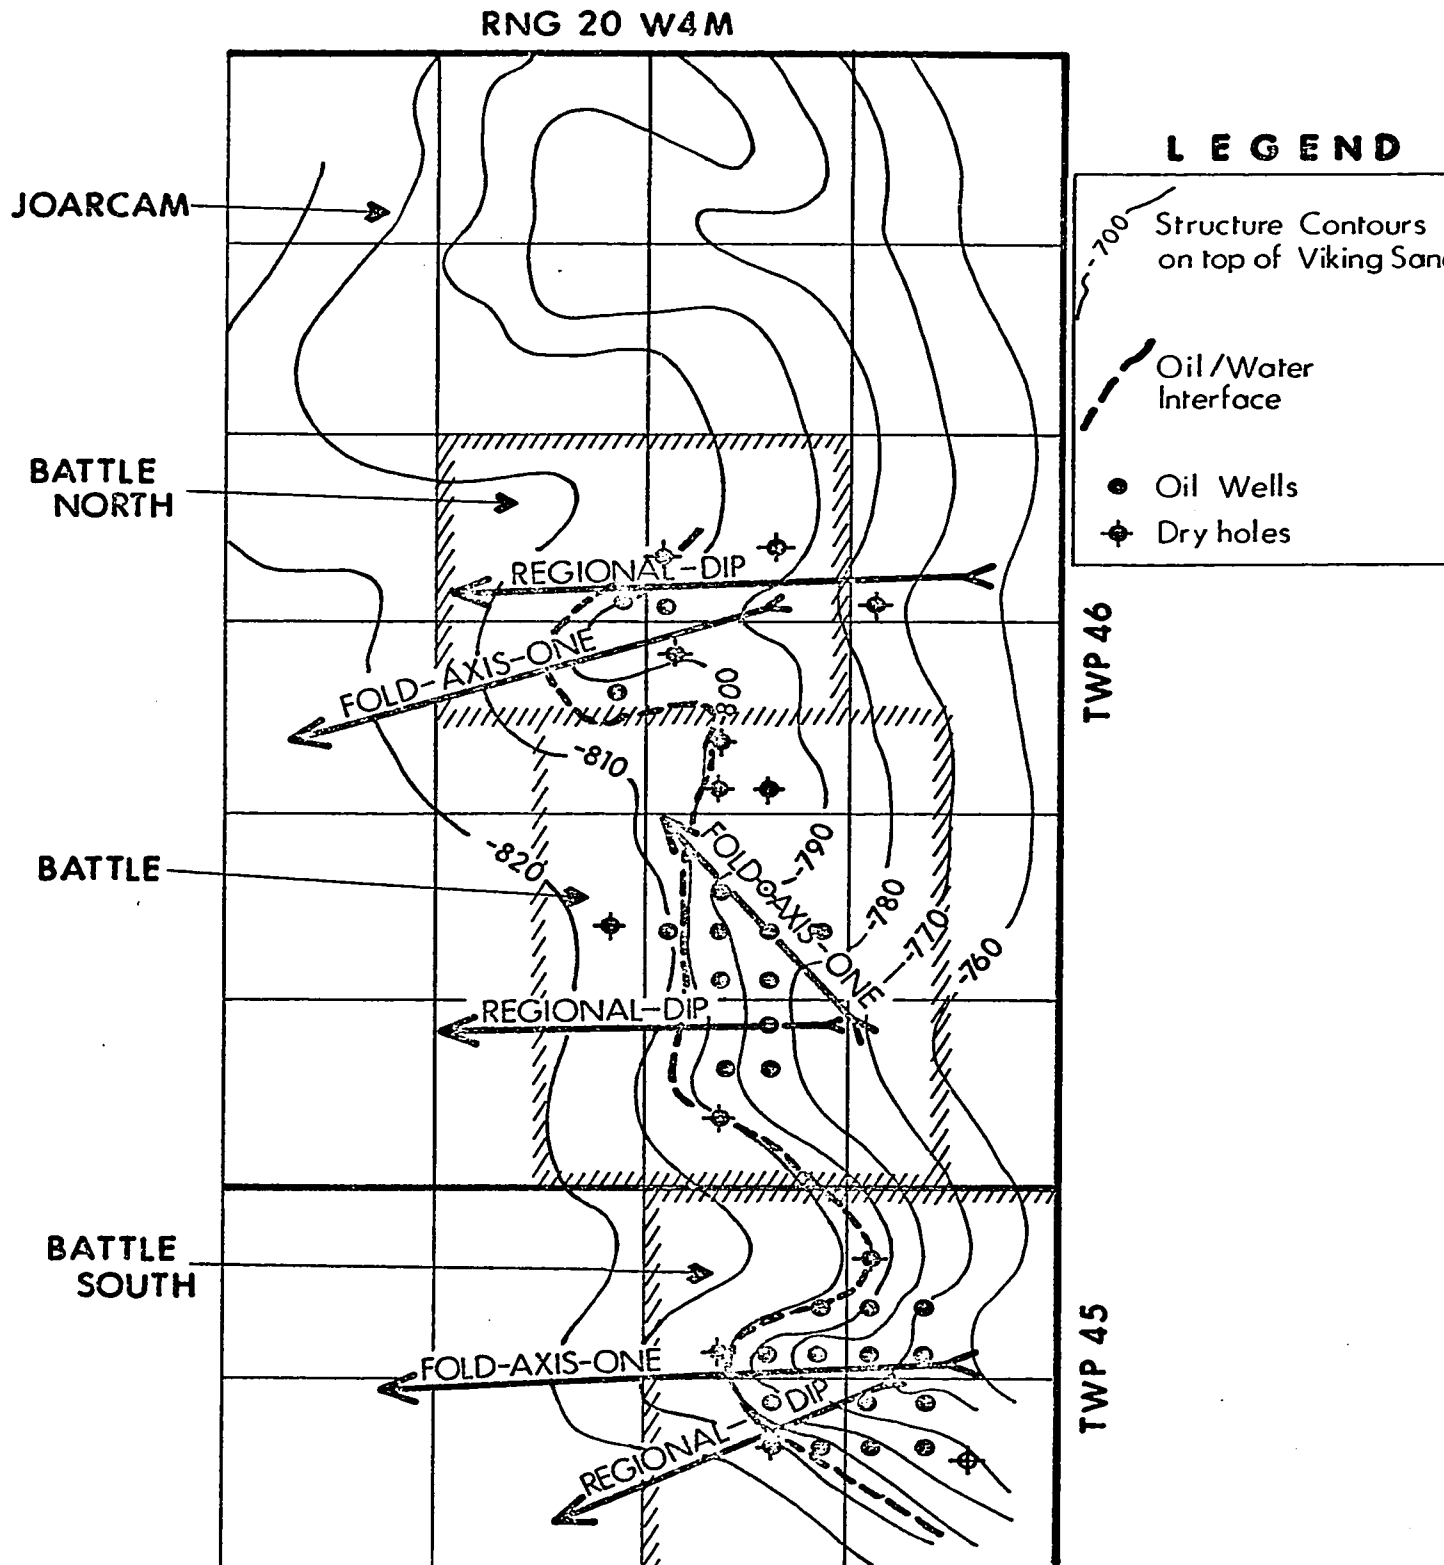 RNG 20 W4M
LEGEND
-700
Structure Contours
on top of Viking San
Oil/Water
Interface
Oil Wells
Dry holes
JOARCAM
BATTLE
NORTH
REGIONAL-DIP
FOLD-AXIS-ONE
TWP 46
-800
-810
-820
-790
-780
-770
-760
BATTLE
FOLD-AXIS-ONE
REGIONAL-DIP
BATTLE
SOUTH
FOLD-AXIS-ONE
REGIONAL-DIP
TWP 45